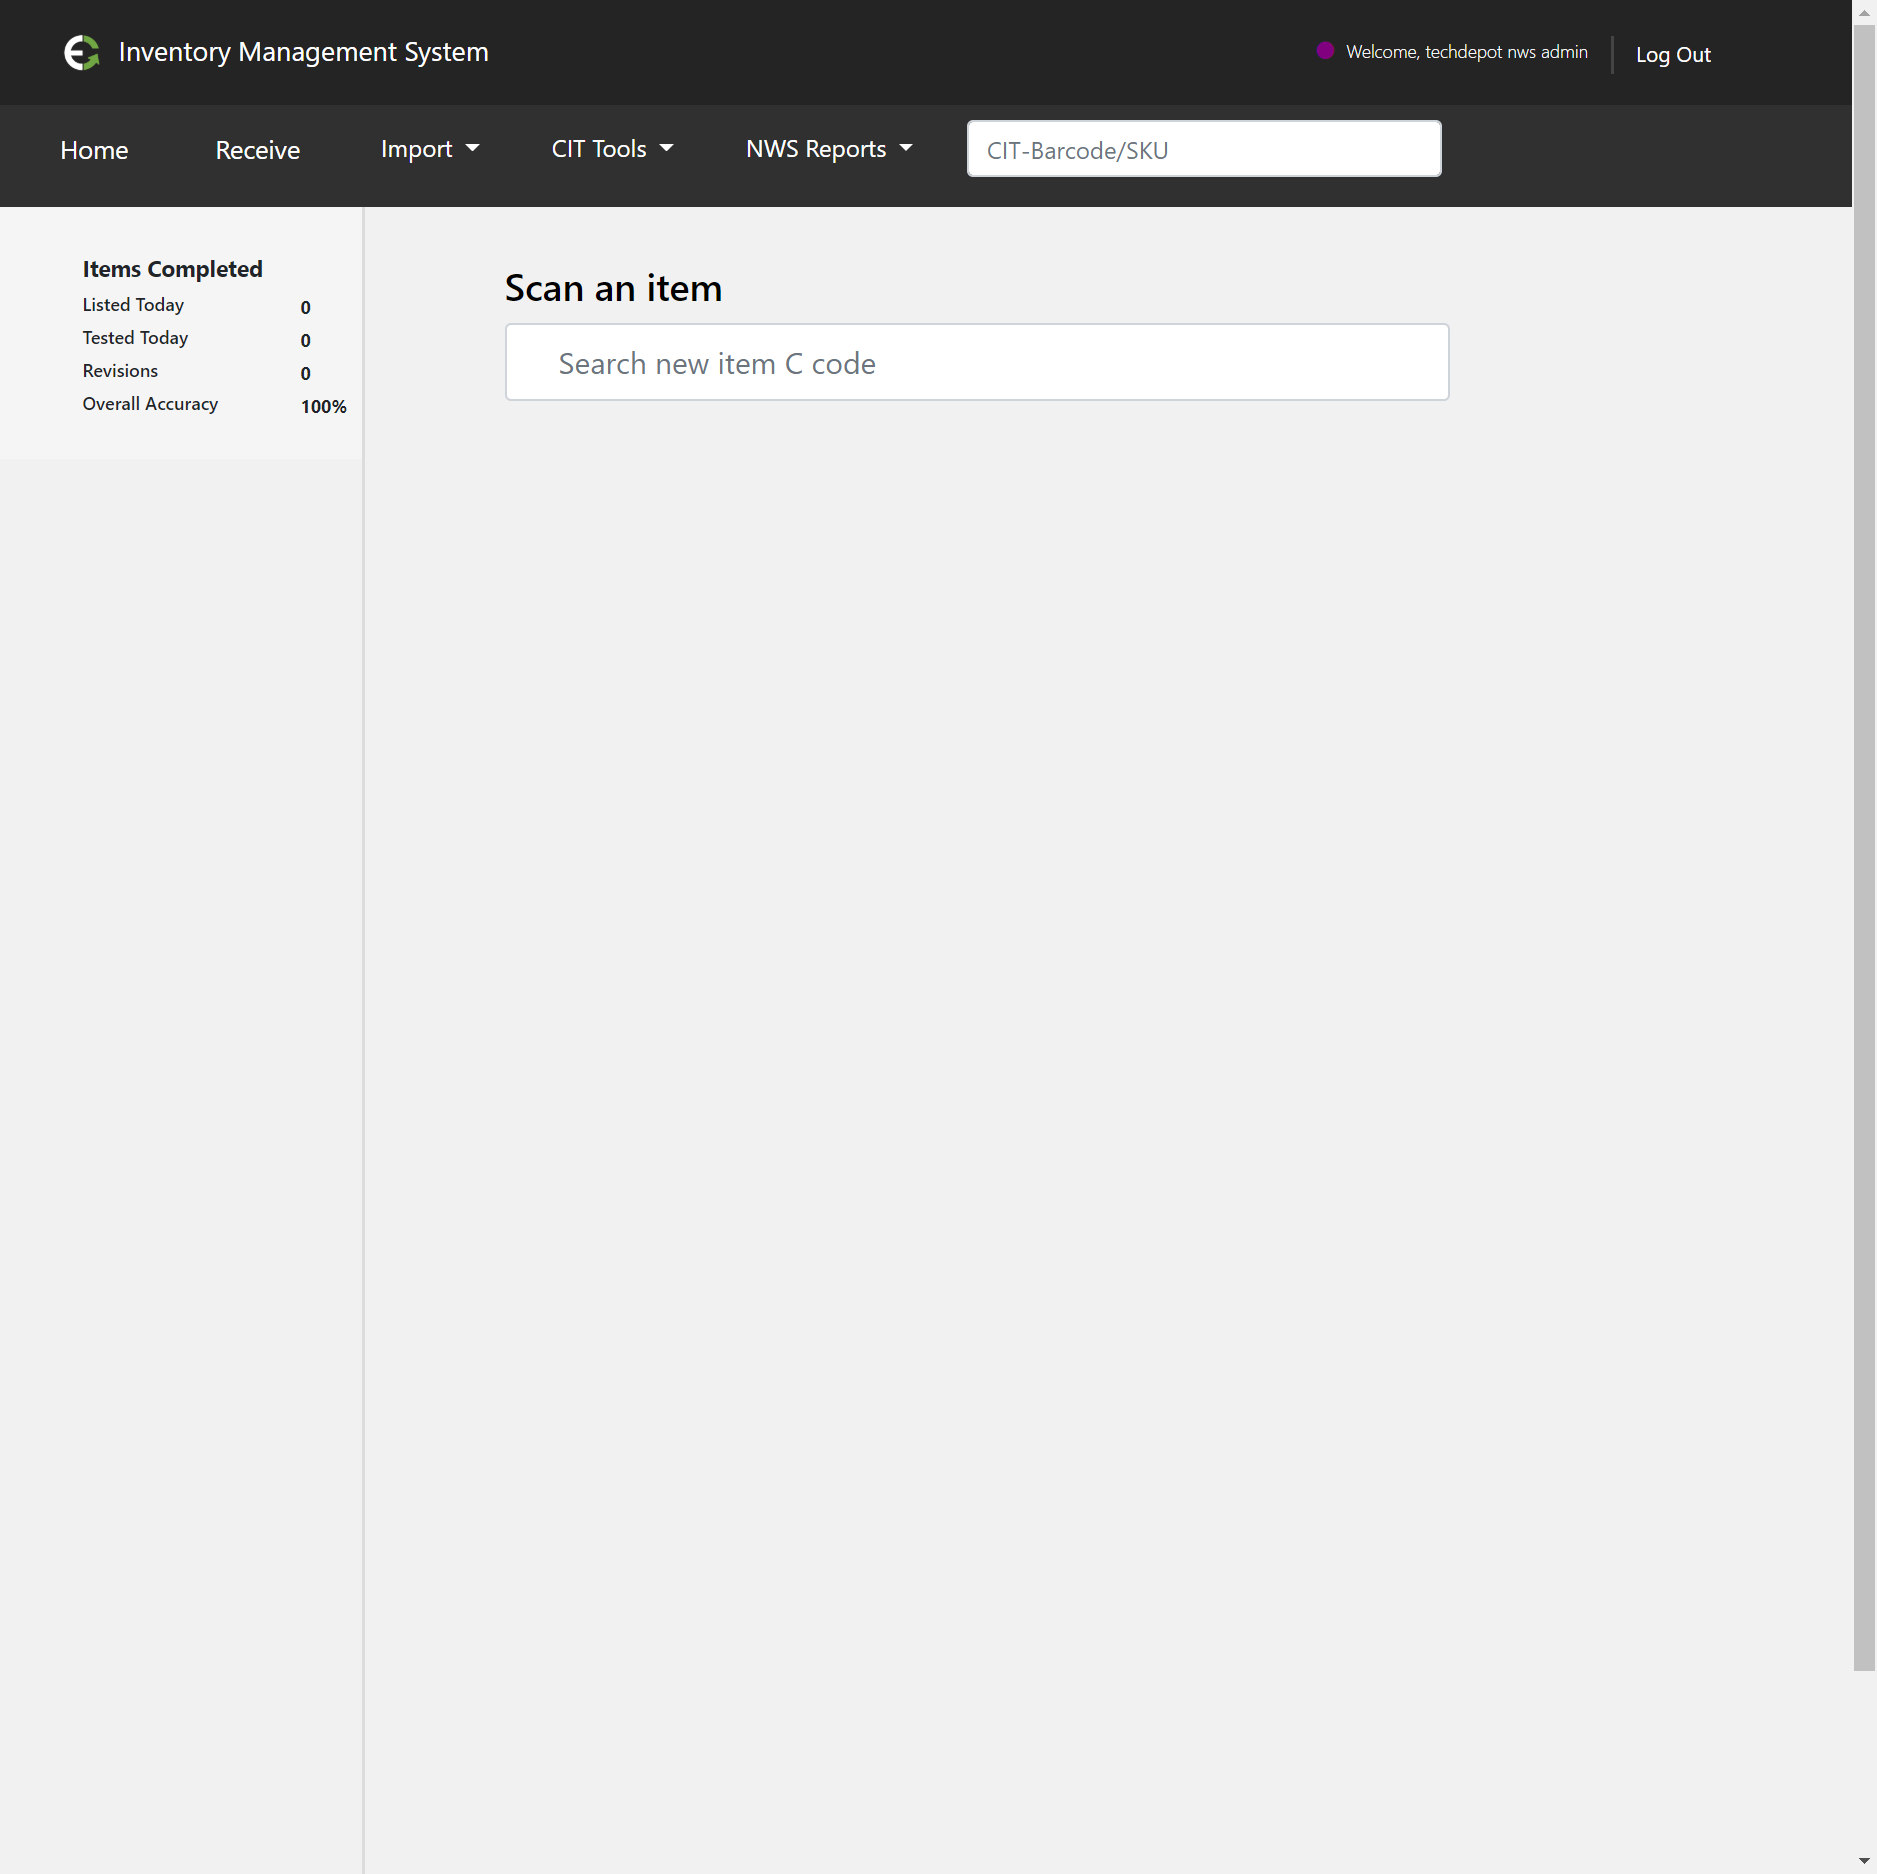 Inventory Management System
Welcome, techdepot nws admin
Log Out
Home
Receive
Import
CIT Tools
NWS Reports
CIT-Barcode/SKU
Items Completed
Listed Today 0
Tested Today 0
Revisions 0
Overall Accuracy 100%
Scan an item
Search new item C code